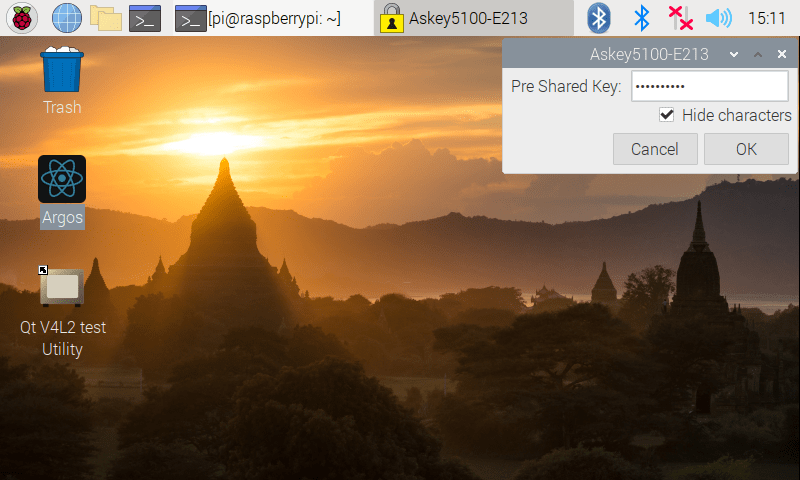 [pi@raspberrypi: ~]
Askey5100-E213
15:11
Askey5100-E213
Pre Shared Key: ••••••••••
Hide characters
Cancel
OK
Trash
Argos
Qt V4L2 test
Utility